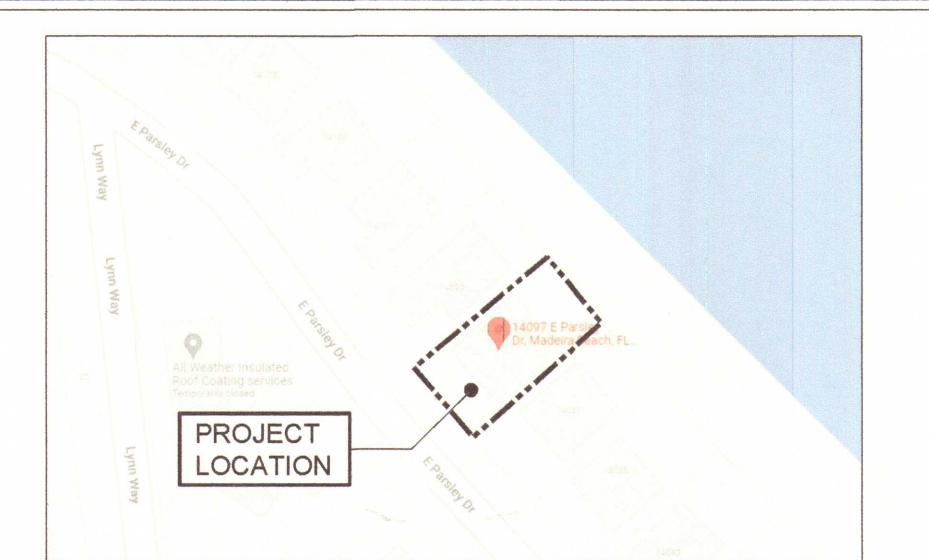 E Parsley Dr
Lynn Way
Lynn Way
E Parsley Dr
14097 E Parsley
Dr, Madeira Beach, FL...
All Weather Insulated
Roof Coating services
Temporarily closed
PROJECT
LOCATION
Lynn Way
E Parsley Dr